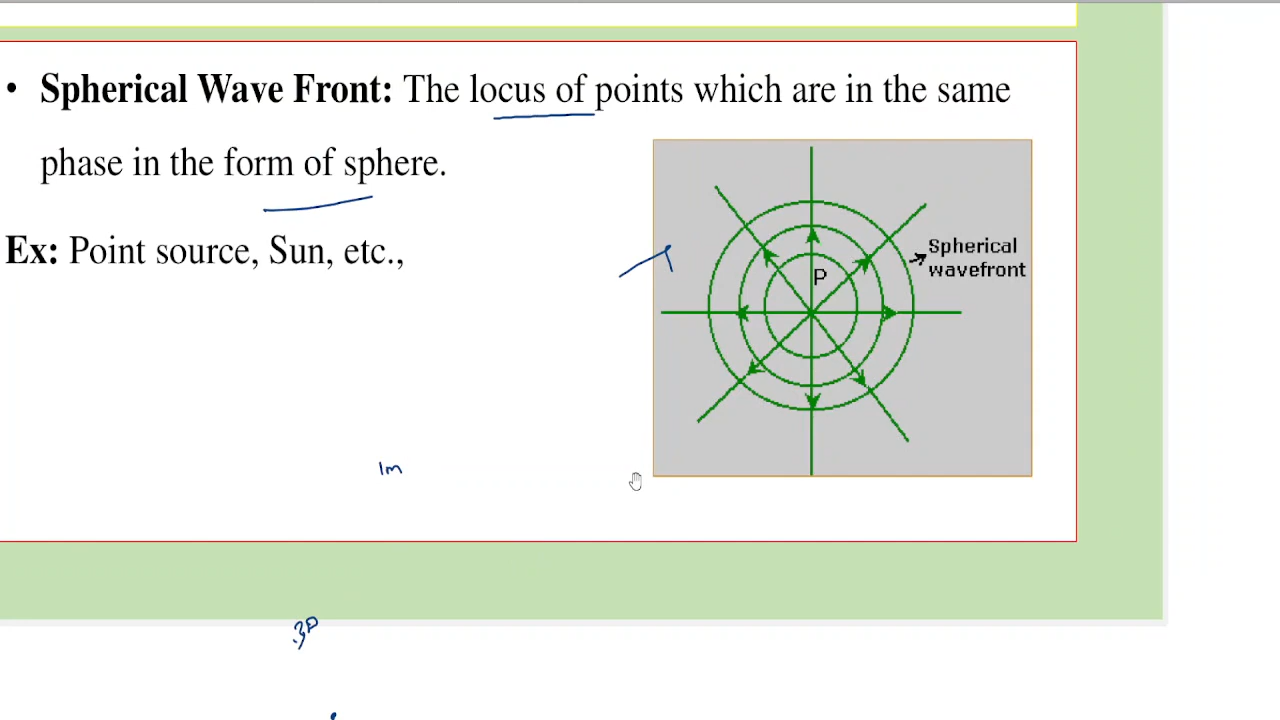 • Spherical Wave Front: The locus of points which are in the same
phase in the form of sphere.
Ex: Point source, Sun, etc.,
P
Spherical
wavefront
1m